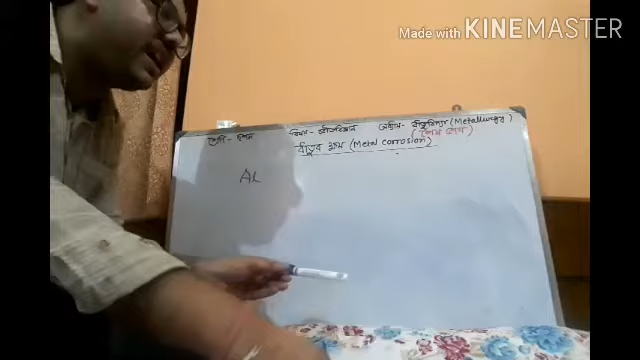 Made with KINEMASTER
শ্রেণি - দশম বিষয় - ভৌতবিজ্ঞান অধ্যায় - ধাতুবিদ্যা (Metallurgy)
(শেষ
ধাতুর ক্ষয় (Metal corrosion)
AL